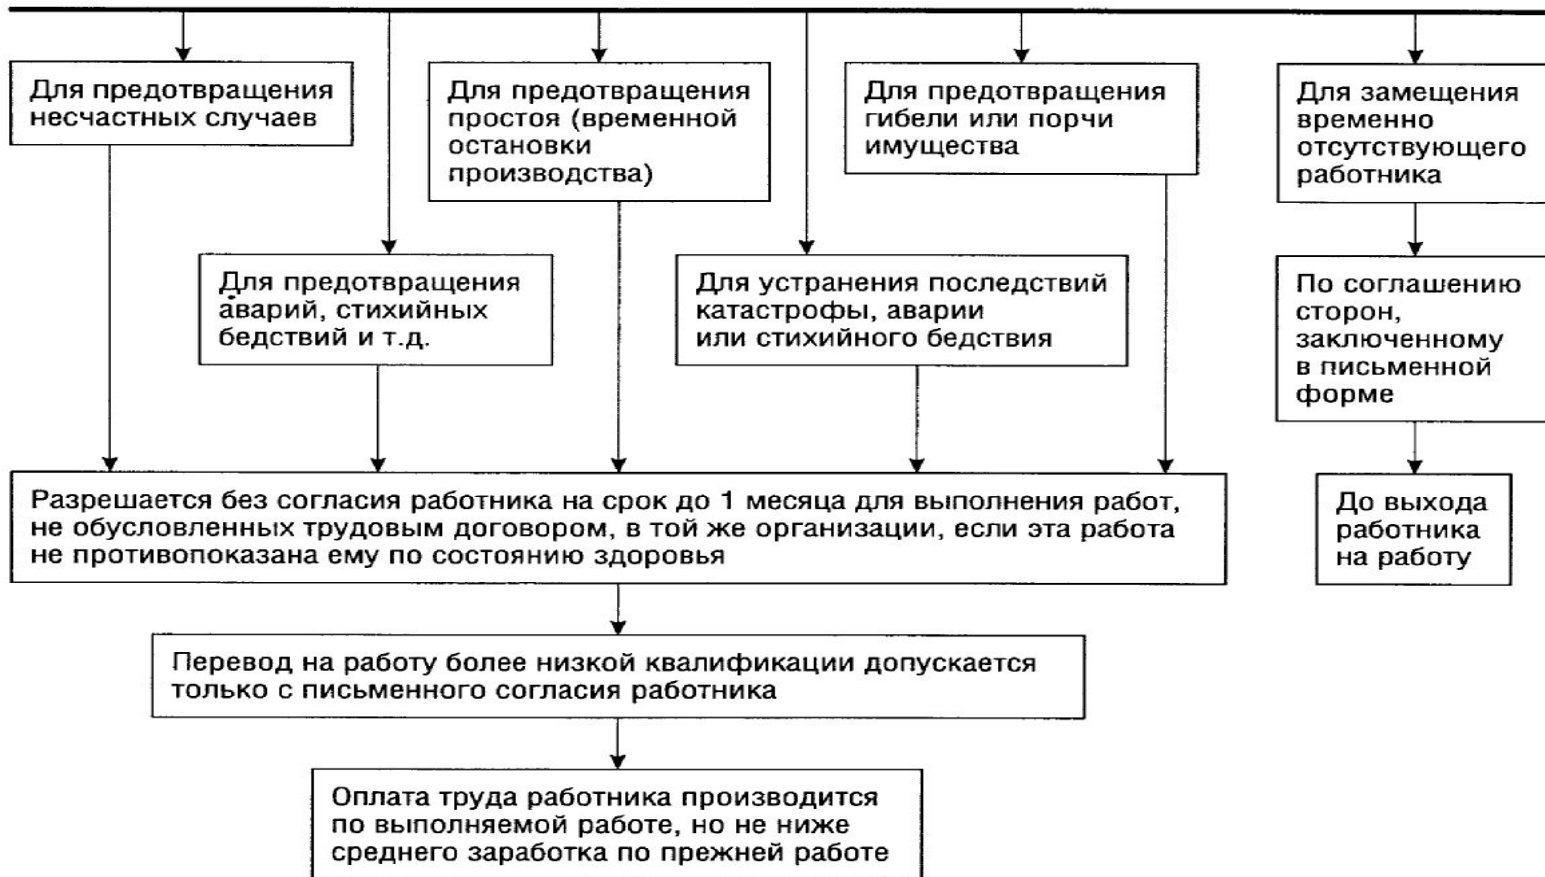 Для предотвращения
несчастных случаев
Для предотвращения
простоя (временной
остановки
производства)
Для предотвращения
гибели или порчи
имущества
Для замещения
временно
отсутствующего
работника
Для предотвращения
аварий, стихийных
бедствий и т.д.
Для устранения последствий
катастрофы, аварии
или стихийного бедствия
По соглашению
сторон,
заключенному
в письменной
форме
Разрешается без согласия работника на срок до 1 месяца для выполнения работ,
не обусловленных трудовым договором, в той же организации, если эта работа
не противопоказана ему по состоянию здоровья
До выхода
работника
на работу
Перевод на работу более низкой квалификации допускается
только с письменного согласия работника
Оплата труда работника производится
по выполняемой работе, но не ниже
среднего заработка по прежней работе